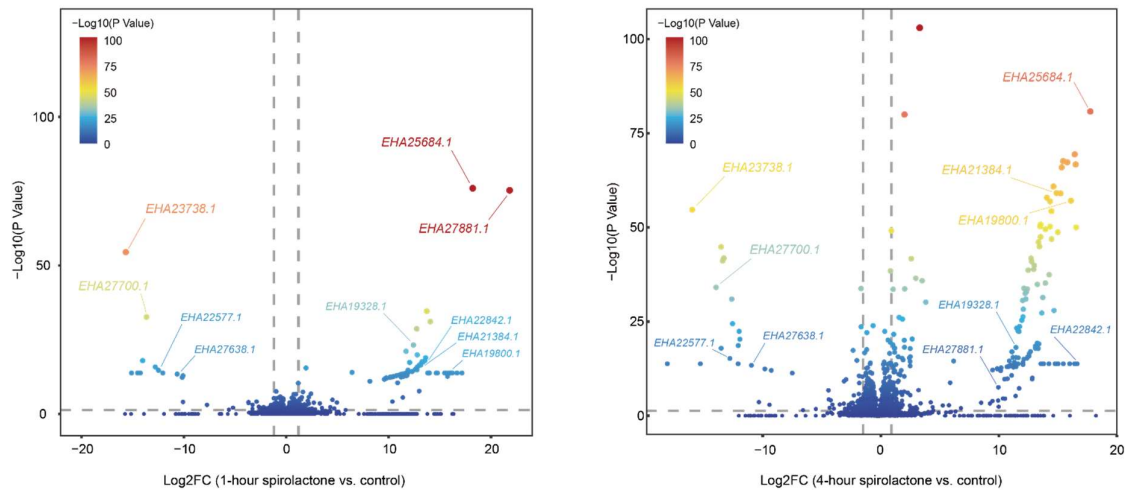 −Log10(P Value)
100
75
50
25
0
EHA25684.1
EHA27881.1
EHA23738.1
EHA27700.1
EHA22577.1
EHA27638.1
EHA19328.1
EHA22842.1
EHA21384.1
EHA19800.1
−Log10(P Value)
100
50
0
−20
−10
0
10
20
Log2FC (1-hour spirolactone vs. control)
−Log10(P Value)
100
75
50
25
0
EHA25684.1
EHA23738.1
EHA21384.1
EHA19800.1
EHA27700.1
EHA19328.1
EHA22577.1
EHA27638.1
EHA27881.1
EHA22842.1
−Log10(P Value)
100
75
50
25
0
−10
0
10
20
Log2FC (4-hour spirolactone vs. control)